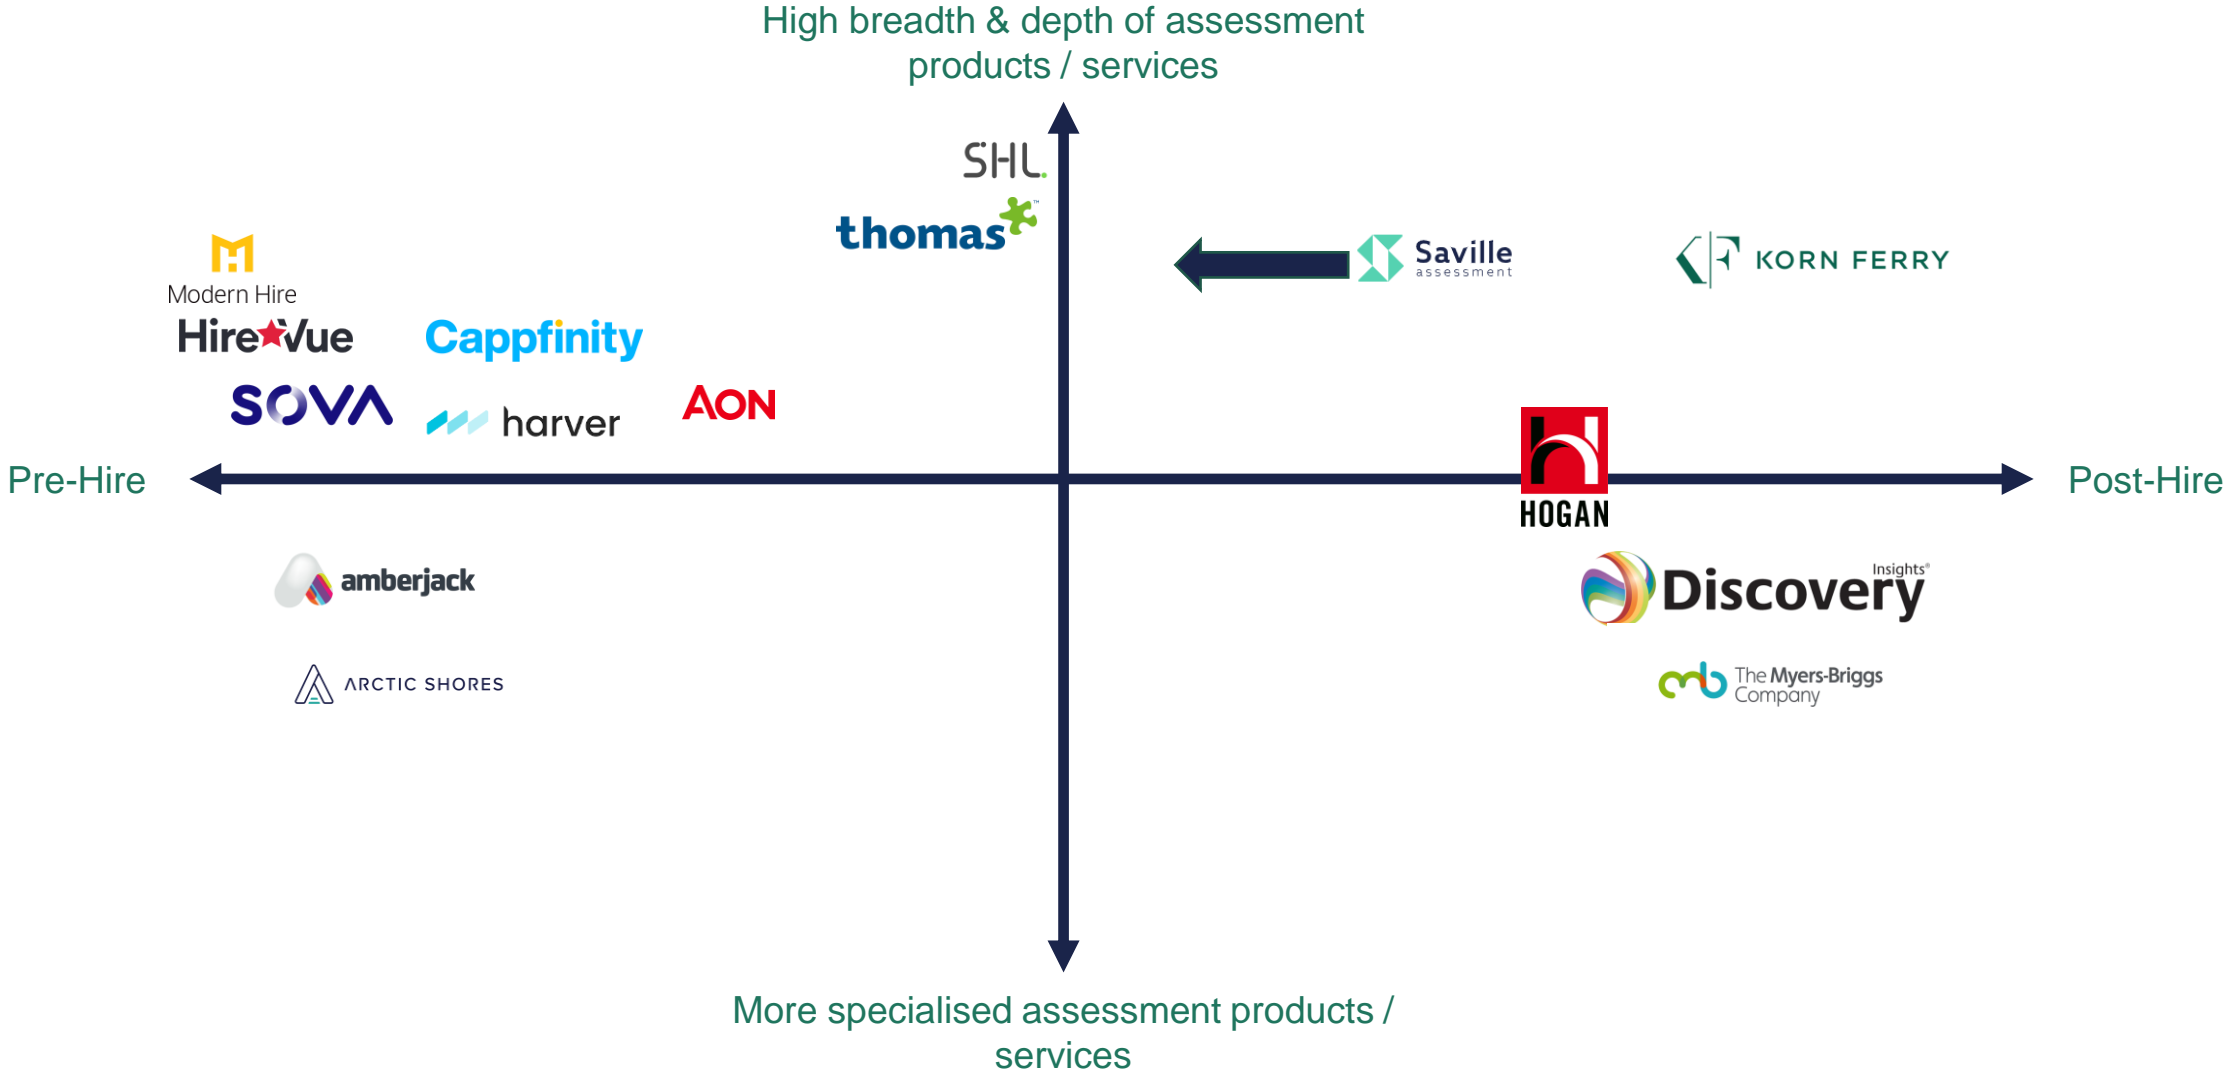 High breadth & depth of assessment
products / services
SHL.
thomas™
Modern Hire
Saville
assessment
KORN FERRY
HireVue
Cappfinity
SOVA
harver
AON
Pre-Hire
Post-Hire
HOGAN
amberjack
Insights®
Discovery
ARCTIC SHORES
The Myers-Briggs
Company
More specialised assessment products /
services